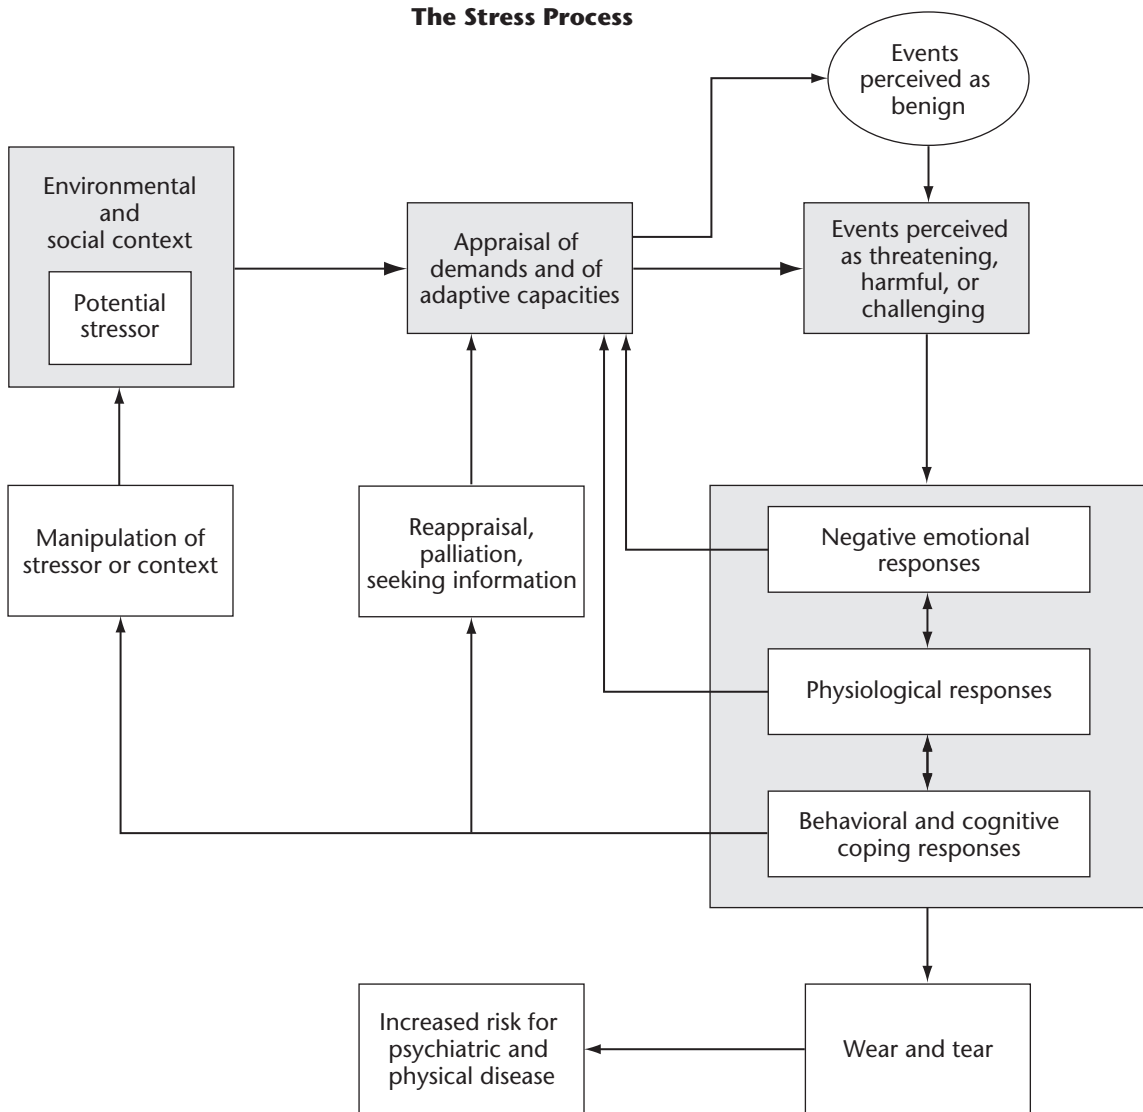 The Stress Process
Events
perceived as
benign
Environmental
and
social context
Potential
stressor
Appraisal of
demands and of
adaptive capacities
Events perceived
as threatening,
harmful, or
challenging
Manipulation of
stressor or context
Reappraisal,
palliation,
seeking information
Negative emotional
responses
Physiological responses
Behavioral and cognitive
coping responses
Increased risk for
psychiatric and
physical disease
Wear and tear